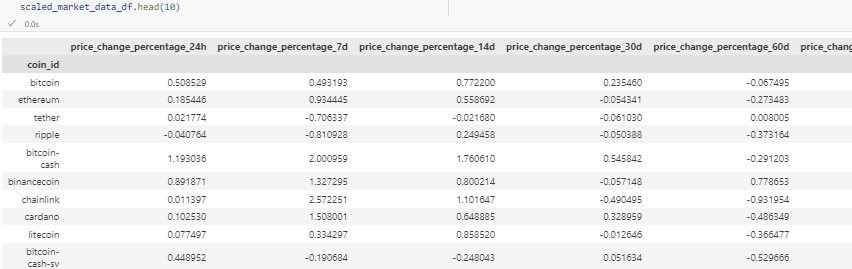 scaled_market_data_df.head(10)
0.0s
price_change_percentage_24h price_change_percentage_7d price_change_percentage_14d price_change_percentage_30d price_change_percentage_60d price_chang
coin_id
bitcoin 0.508529 0.493193 0.772200 0.235460 -0.067495
ethereum 0.185446 0.934445 0.558692 -0.054341 -0.273483
tether 0.021774 -0.706337 -0.021680 -0.061030 0.008005
ripple -0.040764 -0.810928 0.249458 -0.050388 -0.373164
bitcoin-
cash 1.193036 2.000959 1.760610 0.545842 -0.291203
binancecoin 0.891871 1.327295 0.800214 -0.057148 0.778653
chainlink 0.011397 2.572251 1.101647 -0.490495 -0.931954
cardano 0.102530 1.508001 0.648885 0.328959 -0.486349
litecoin 0.077497 0.334297 0.858520 -0.012646 -0.366477
bitcoin-
cash-sv 0.448952 -0.190684 -0.248043 0.051634 -0.529666